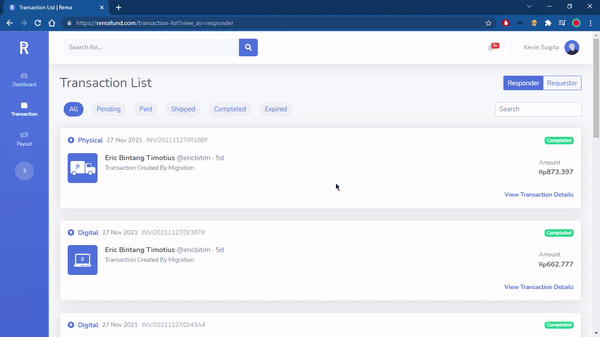 Transaction List | Rema
https://remafund.com/transaction-list?view_as=responder
R
Search for...
Kevin Sagita
Dashboard
Transaction
Payout
Transaction List
Responder Requestor
All Pending Paid Shipped Completed Expired
Search
Physical 27 Nov 2021 INV/20211127/P/18BF
Completed
P
Eric Bintang Timotius @ericbitim · 5d
Transaction Created By Migration
Amount
Rp873.397
View Transaction Details
Digital 27 Nov 2021 INV/20211127/D/3879
Completed
D
Eric Bintang Timotius @ericbitim · 5d
Transaction Created By Migration
Amount
Rp662.777
View Transaction Details
Digital 27 Nov 2021 INV/20211127/D/43A4
Completed